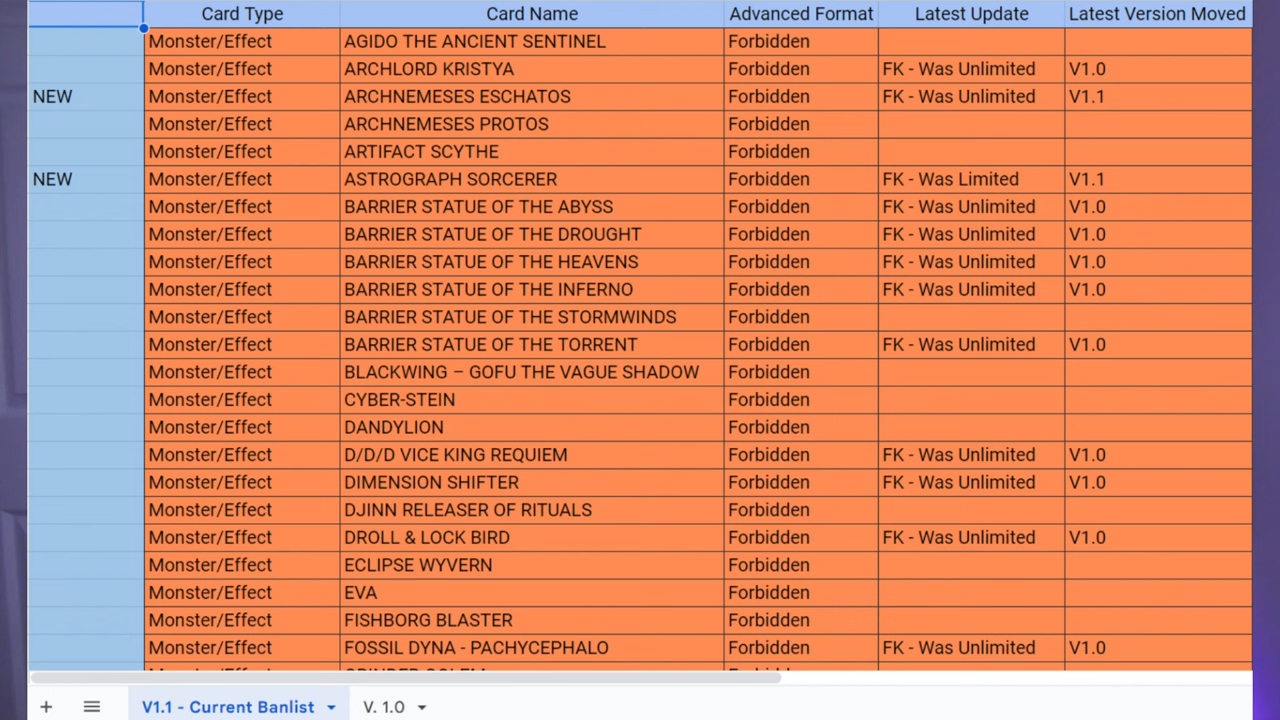 Card Type Card Name Advanced Format Latest Update Latest Version Moved
Monster/Effect AGIDO THE ANCIENT SENTINEL Forbidden
Monster/Effect ARCHLORD KRISTYA Forbidden FK - Was Unlimited V1.0
NEW Monster/Effect ARCHNEMESES ESCHATOS Forbidden FK - Was Unlimited V1.1
Monster/Effect ARCHNEMESES PROTOS Forbidden
Monster/Effect ARTIFACT SCYTHE Forbidden
NEW Monster/Effect ASTROGRAPH SORCERER Forbidden FK - Was Limited V1.1
Monster/Effect BARRIER STATUE OF THE ABYSS Forbidden FK - Was Unlimited V1.0
Monster/Effect BARRIER STATUE OF THE DROUGHT Forbidden FK - Was Unlimited V1.0
Monster/Effect BARRIER STATUE OF THE HEAVENS Forbidden FK - Was Unlimited V1.0
Monster/Effect BARRIER STATUE OF THE INFERNO Forbidden FK - Was Unlimited V1.0
Monster/Effect BARRIER STATUE OF THE STORMWINDS Forbidden
Monster/Effect BARRIER STATUE OF THE TORRENT Forbidden FK - Was Unlimited V1.0
Monster/Effect BLACKWING – GOFU THE VAGUE SHADOW Forbidden
Monster/Effect CYBER-STEIN Forbidden
Monster/Effect DANDYLION Forbidden
Monster/Effect D/D/D VICE KING REQUIEM Forbidden FK - Was Unlimited V1.0
Monster/Effect DIMENSION SHIFTER Forbidden FK - Was Unlimited V1.0
Monster/Effect DJINN RELEASER OF RITUALS Forbidden
Monster/Effect DROLL & LOCK BIRD Forbidden FK - Was Unlimited V1.0
Monster/Effect ECLIPSE WYVERN Forbidden
Monster/Effect EVA Forbidden
Monster/Effect FISHBORG BLASTER Forbidden
Monster/Effect FOSSIL DYNA - PACHYCEPHALO Forbidden FK - Was Unlimited V1.0
V1.1 - Current Banlist V. 1.0